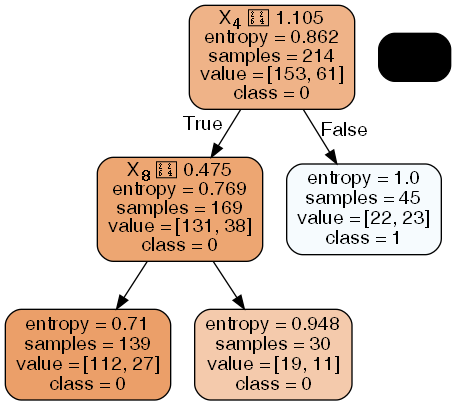 X₄ 1.105
entropy = 0.862
samples = 214
value = [153, 61]
class = 0
True
False
X₈ 0.475
entropy = 0.769
samples = 169
value = [131, 38]
class = 0
entropy = 1.0
samples = 45
value = [22, 23]
class = 1
entropy = 0.71
samples = 139
value = [112, 27]
class = 0
entropy = 0.948
samples = 30
value = [19, 11]
class = 0